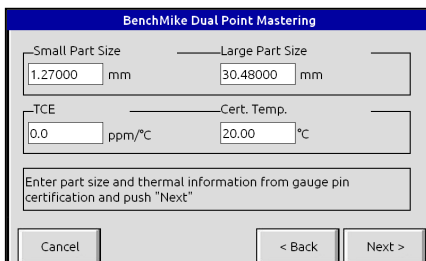 BenchMike Dual Point Mastering
Small Part Size Large Part Size
1.27000 mm 30.48000 mm
TCE Cert. Temp.
0.0 ppm/°C 20.00 °C
Enter part size and thermal information from gauge pin
certification and push "Next"
Cancel < Back Next >